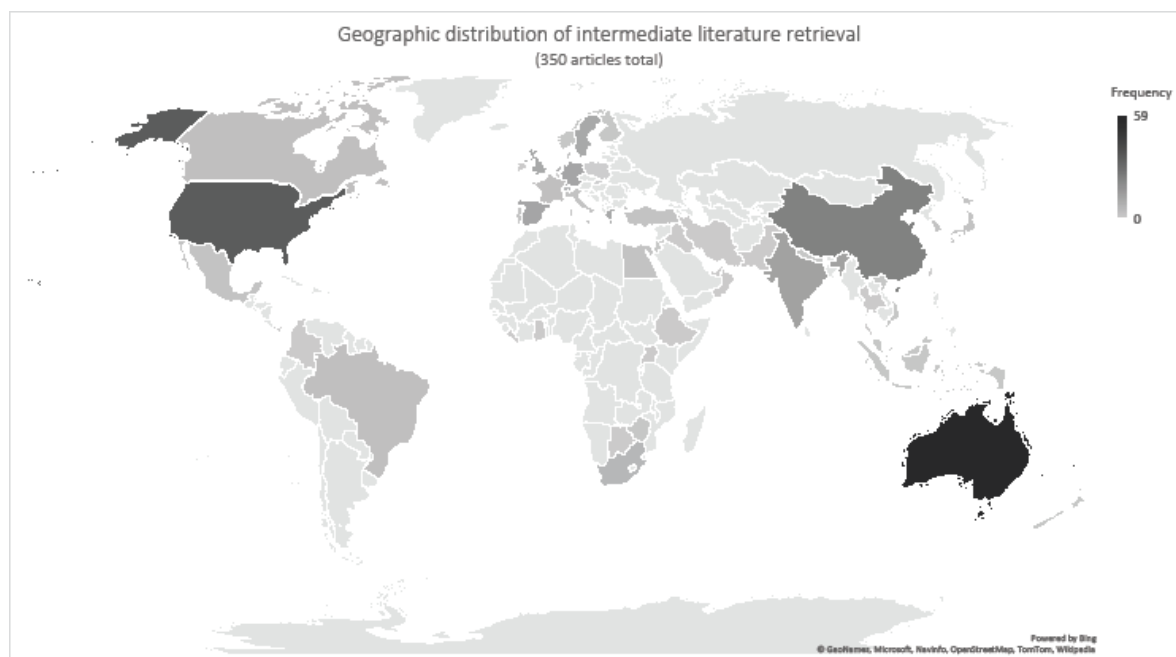 Geographic distribution of intermediate literature retrieval
(350 articles total)
Frequency
59
0
Powered by Bing
© GeoNames, Microsoft, Navinfo, OpenStreetMap, TomTom, Wikipedia